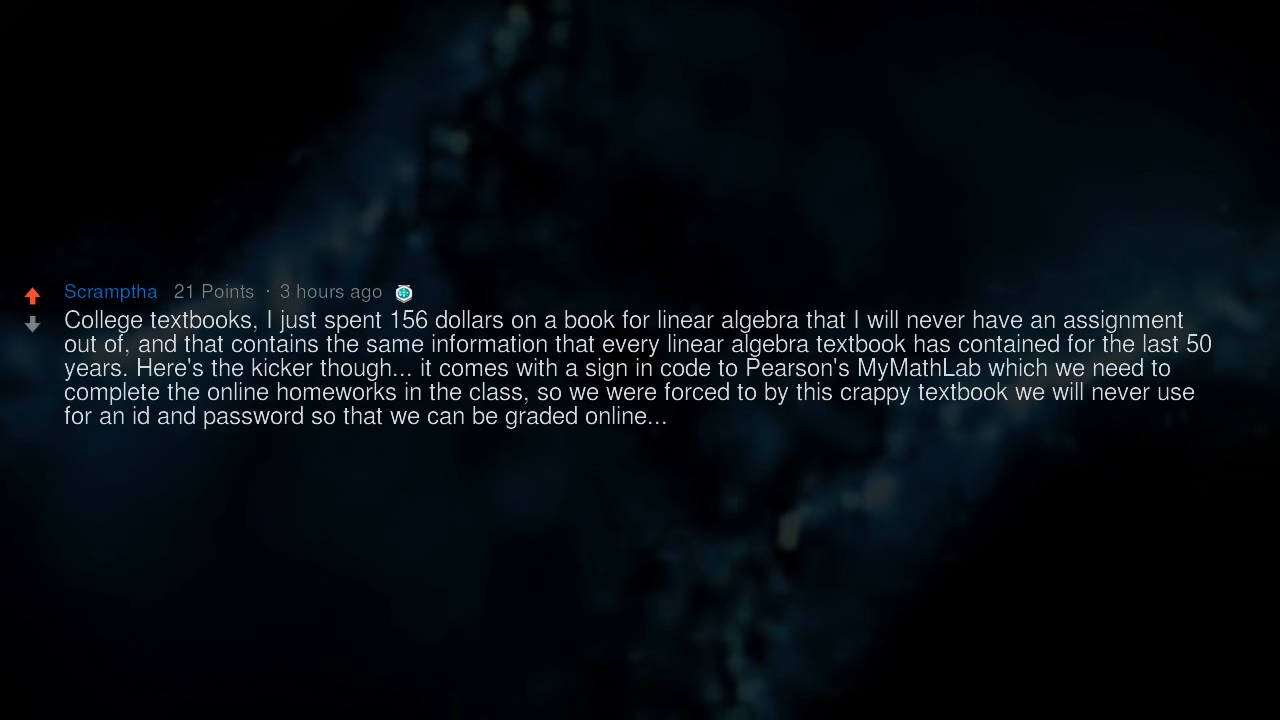 Scramptha 21 Points · 3 hours ago
College textbooks, I just spent 156 dollars on a book for linear algebra that I will never have an assignment
out of, and that contains the same information that every linear algebra textbook has contained for the last 50
years. Here's the kicker though... it comes with a sign in code to Pearson's MyMathLab which we need to
complete the online homeworks in the class, so we were forced to by this crappy textbook we will never use
for an id and password so that we can be graded online...